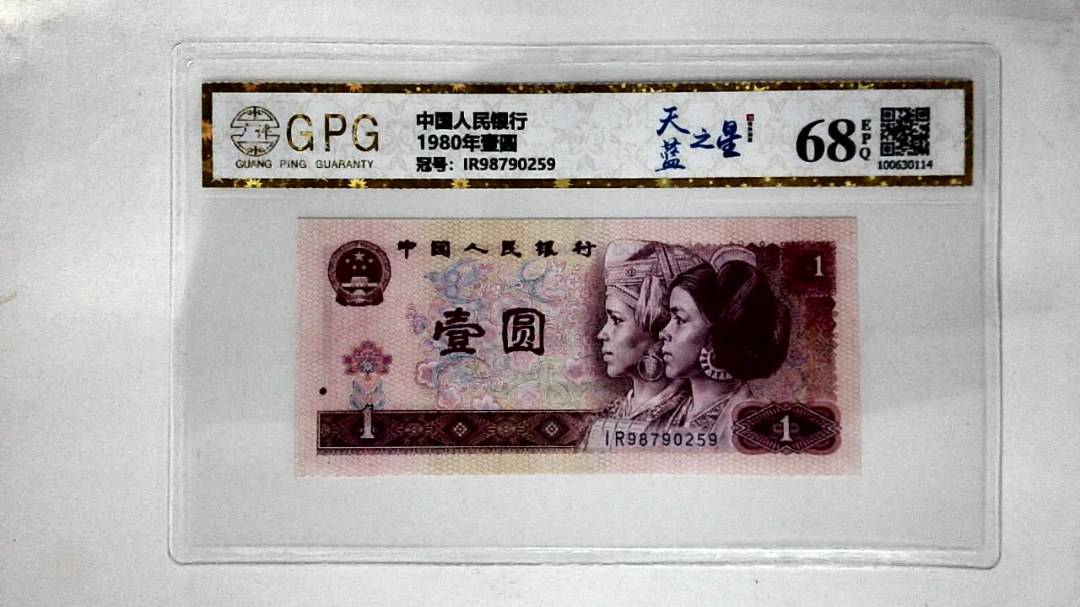 GPG
GUANG PING GUARANTY
中国人民银行
1980年壹圆
冠号: IR98790259
天蓝之星
68
EPQ
100630114
中国人民银行
1
壹圆
1
IR98790259
1